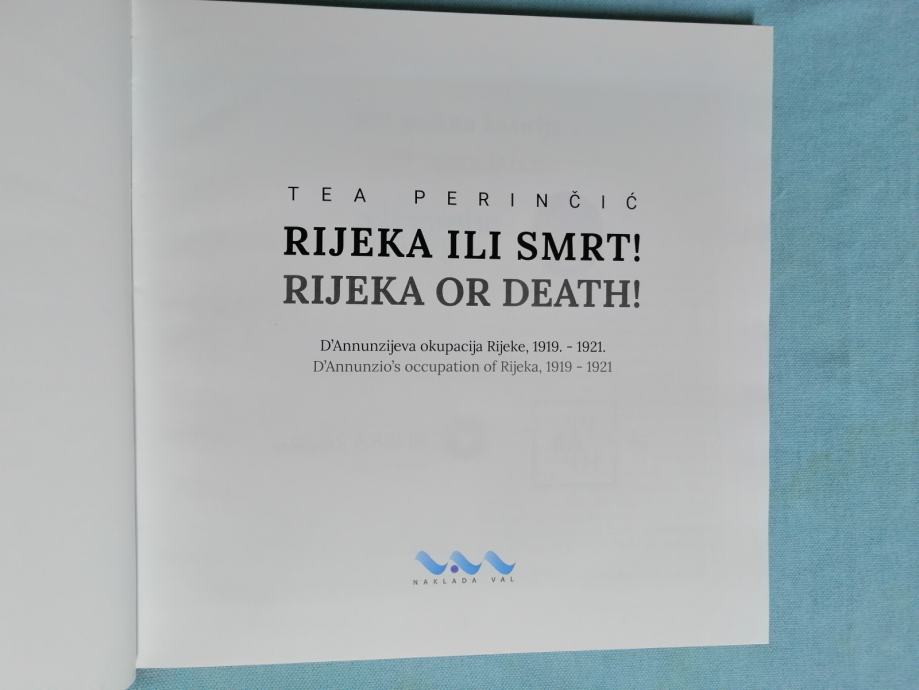 TEA PERINČIĆ
RIJEKA ILI SMRT!
RIJEKA OR DEATH!
D'Annunzijeva okupacija Rijeke, 1919. - 1921.
D'Annunzio's occupation of Rijeka, 1919 - 1921
NAKLADA VAL